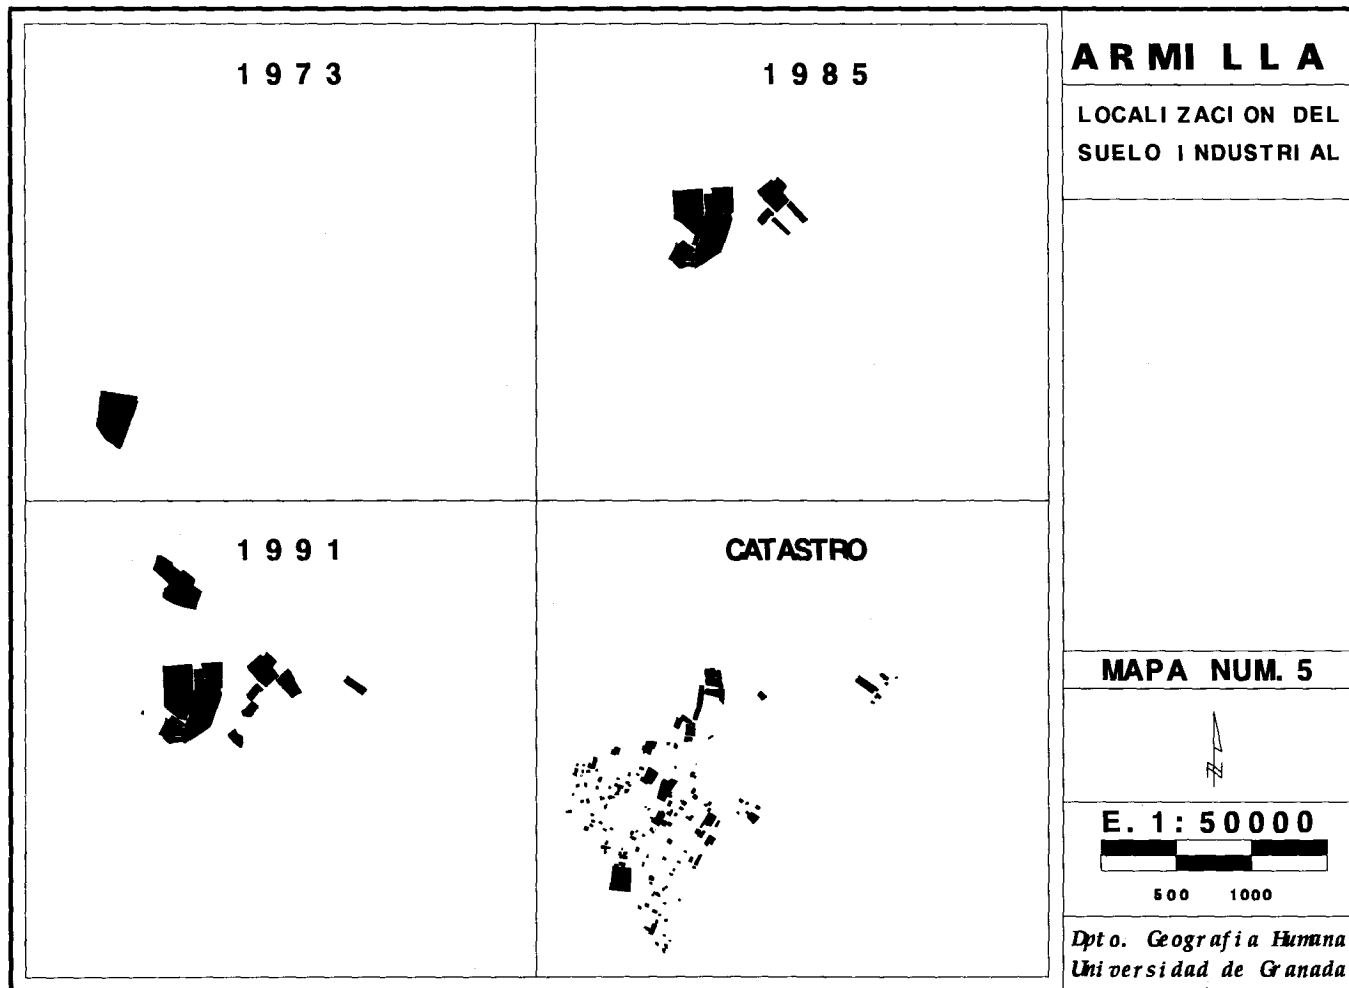 1973
1985
1991
CATASTRO
ARMILLA
LOCALIZACION DEL
SUELO INDUSTRIAL
MAPA NUM. 5
N
E. 1:50000
500 1000
Dpto. Geografia Humana
Universidad de Granada